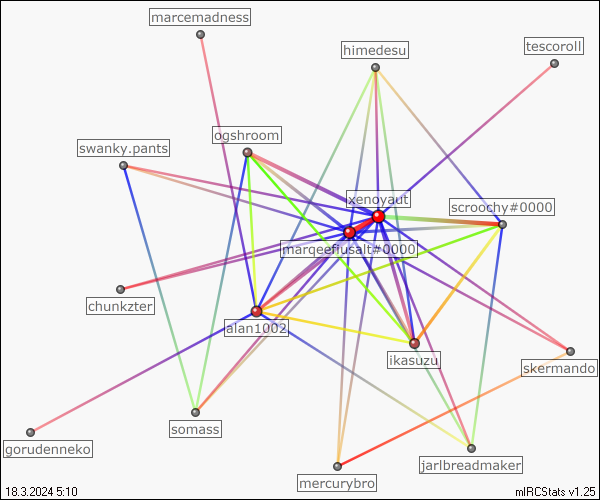 marcemadness
himedesu
tescoroll
ogshroom
swanky.pants
xenoyaut
scroochy#0000
marqeefiusalt#0000
chunkzter
alan1002
ikasuzu
skermando
somass
gorudenneko
jarlbreadmaker
mercurybro
18.3.2024 5:10
mIRCStats v1.25